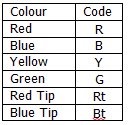 Colour Code
Red R
Blue B
Yellow Y
Green G
Red Tip Rt
Blue Tip Bt